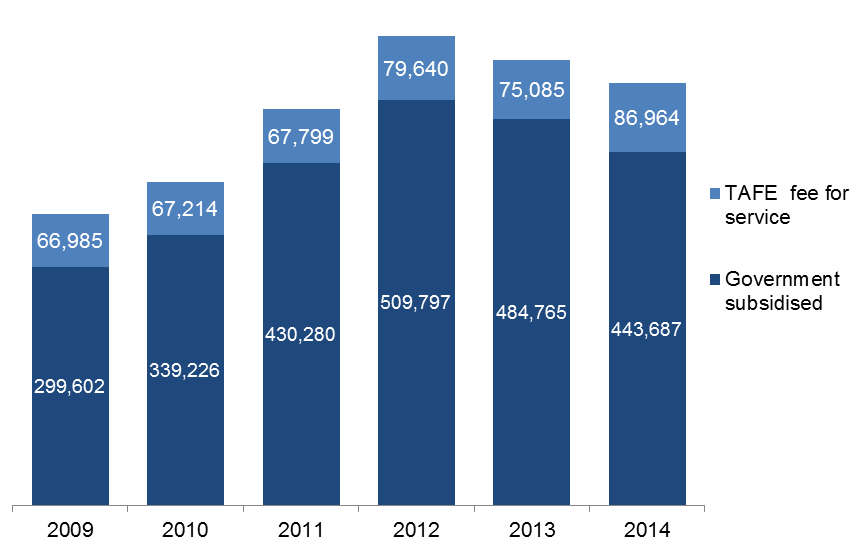 79,640
75,085
86,964
67,799
67,214
66,985
TAFE fee for
service
Government
subsidised
509,797
484,765
443,687
430,280
339,226
299,602
2009 2010 2011 2012 2013 2014